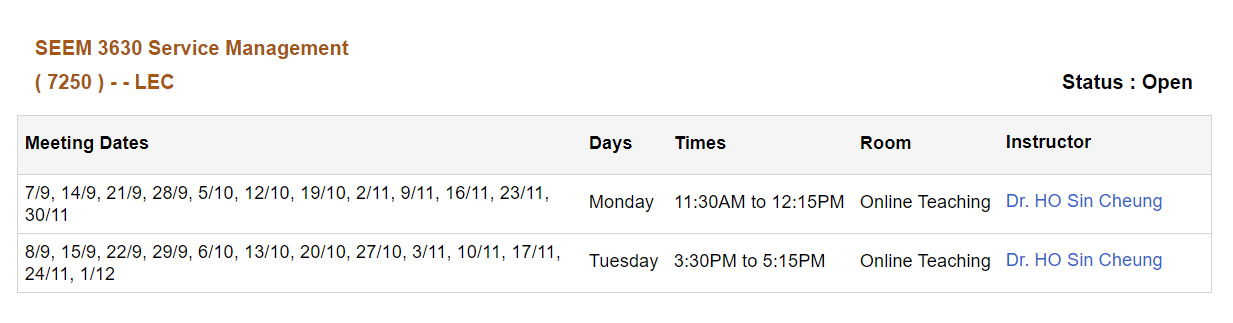 SEEM 3630 Service Management
( 7250 ) - - LEC
Status : Open
Meeting Dates Days Times Room Instructor
7/9, 14/9, 21/9, 28/9, 5/10, 12/10, 19/10, 2/11, 9/11, 16/11, 23/11,
30/11
Monday 11:30AM to 12:15PM Online Teaching Dr. HO Sin Cheung
8/9, 15/9, 22/9, 29/9, 6/10, 13/10, 20/10, 27/10, 3/11, 10/11, 17/11,
24/11, 1/12
Tuesday 3:30PM to 5:15PM Online Teaching Dr. HO Sin Cheung